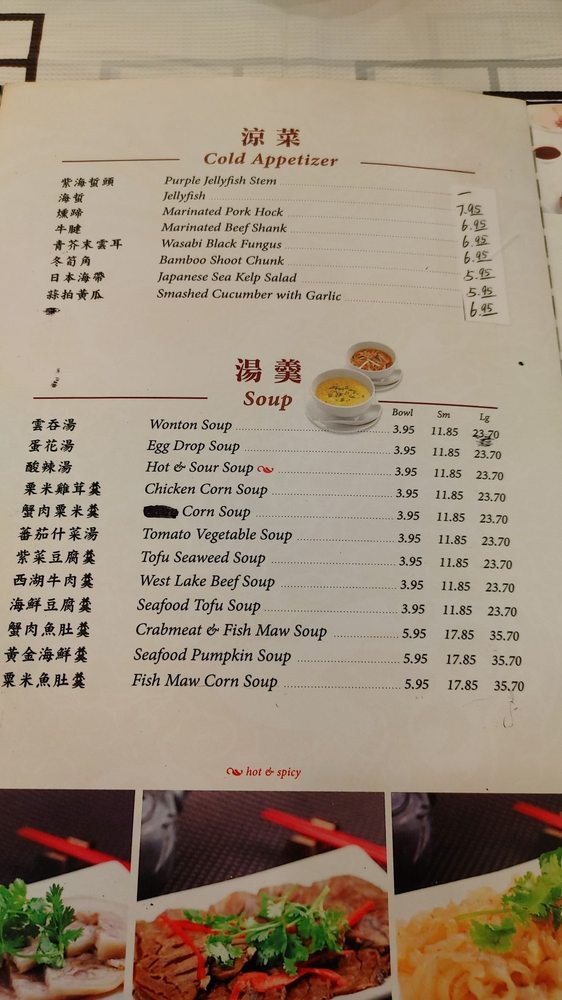 涼菜
Cold Appetizer
紫海蜇頭 Purple Jellyfish Stem —
海蜇 Jellyfish 7.95
燻蹄 Marinated Pork Hock 6.95
牛腱 Marinated Beef Shank 6.95
青芥末雲耳 Wasabi Black Fungus 6.95
冬筍角 Bamboo Shoot Chunk 5.95
日本海帶 Japanese Sea Kelp Salad 5.95
蒜拍黃瓜 Smashed Cucumber with Garlic 6.95
湯羹
Soup
Bowl Sm Lg
雲吞湯 Wonton Soup 3.95 11.85 23.70
蛋花湯 Egg Drop Soup 3.95 11.85 23.70
酸辣湯 Hot & Sour Soup 3.95 11.85 23.70
粟米雞茸羹 Chicken Corn Soup 3.95 11.85 23.70
蟹肉粟米羹 Corn Soup 3.95 11.85 23.70
蕃茄什菜湯 Tomato Vegetable Soup 3.95 11.85 23.70
紫菜豆腐羹 Tofu Seaweed Soup 3.95 11.85 23.70
西湖牛肉羹 West Lake Beef Soup 3.95 11.85 23.70
海鮮豆腐羹 Seafood Tofu Soup 3.95 11.85 23.70
蟹肉魚肚羹 Crabmeat & Fish Maw Soup 5.95 17.85 35.70
黃金海鮮羹 Seafood Pumpkin Soup 5.95 17.85 35.70
粟米魚肚羹 Fish Maw Corn Soup 5.95 17.85 35.70
hot & spicy